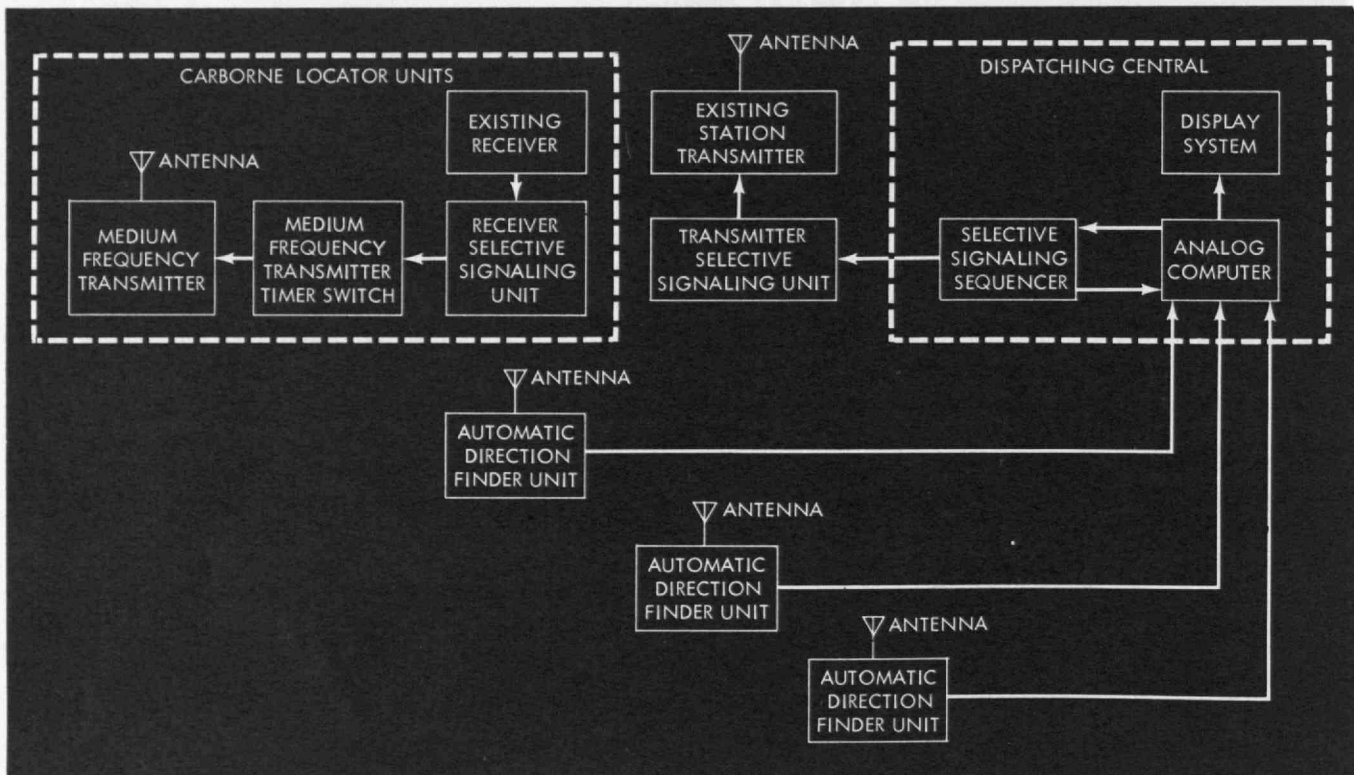 CARBORNE LOCATOR UNITS
EXISTING
RECEIVER
ANTENNA
MEDIUM
FREQUENCY
TRANSMITTER
MEDIUM
FREQUENCY
TRANSMITTER
TIMER SWITCH
RECEIVER
SELECTIVE
SIGNALING
UNIT
ANTENNA
EXISTING
STATION
TRANSMITTER
TRANSMITTER
SELECTIVE
SIGNALING UNIT
DISPATCHING CENTRAL
DISPLAY
SYSTEM
SELECTIVE
SIGNALING
SEQUENCER
ANALOG
COMPUTER
ANTENNA
AUTOMATIC
DIRECTION
FINDER UNIT
ANTENNA
AUTOMATIC
DIRECTION
FINDER UNIT
ANTENNA
AUTOMATIC
DIRECTION
FINDER UNIT